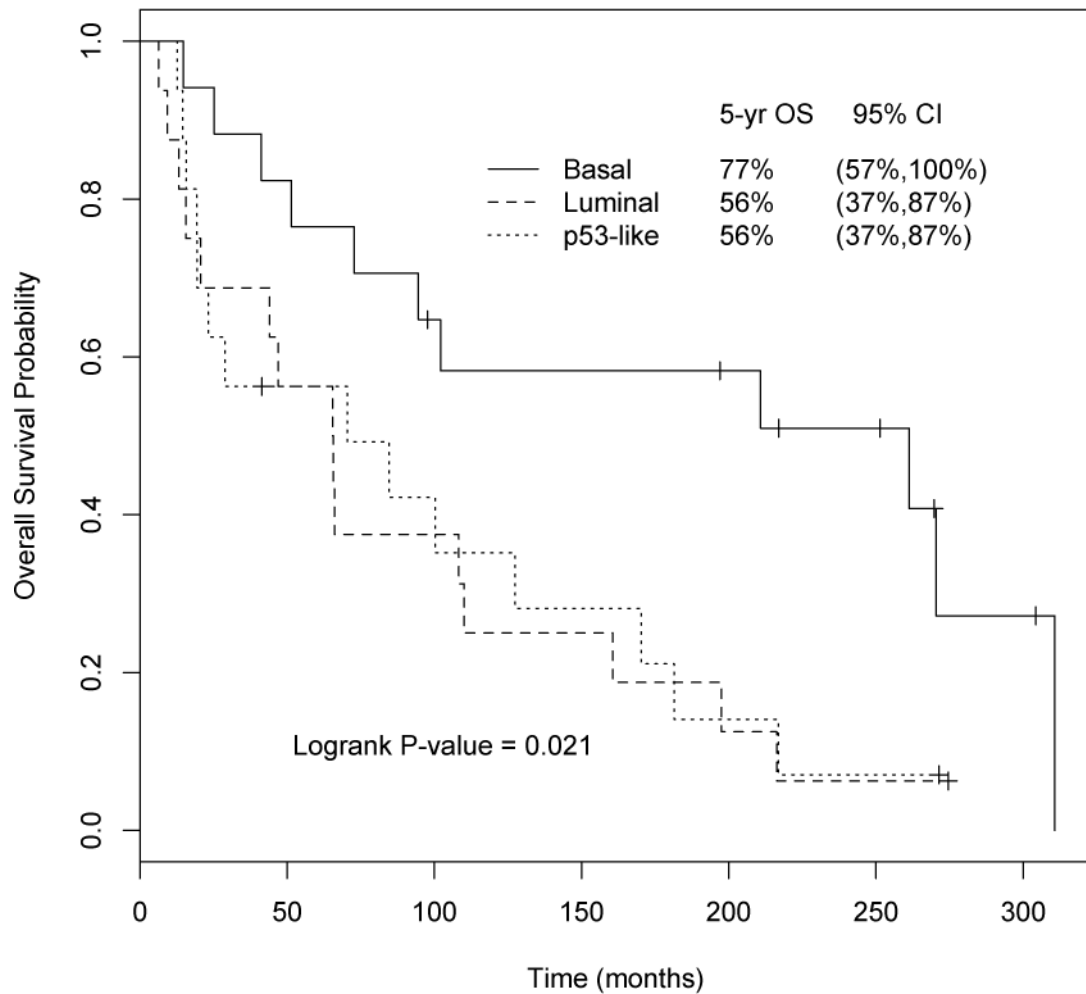 5-yr OS 95% CI
Basal 77% (57%,100%)
Luminal 56% (37%,87%)
p53-like 56% (37%,87%)
Logrank P-value = 0.021
Overall Survival Probability
1.0
0.8
0.6
0.4
0.2
0.0
0 50 100 150 200 250 300
Time (months)